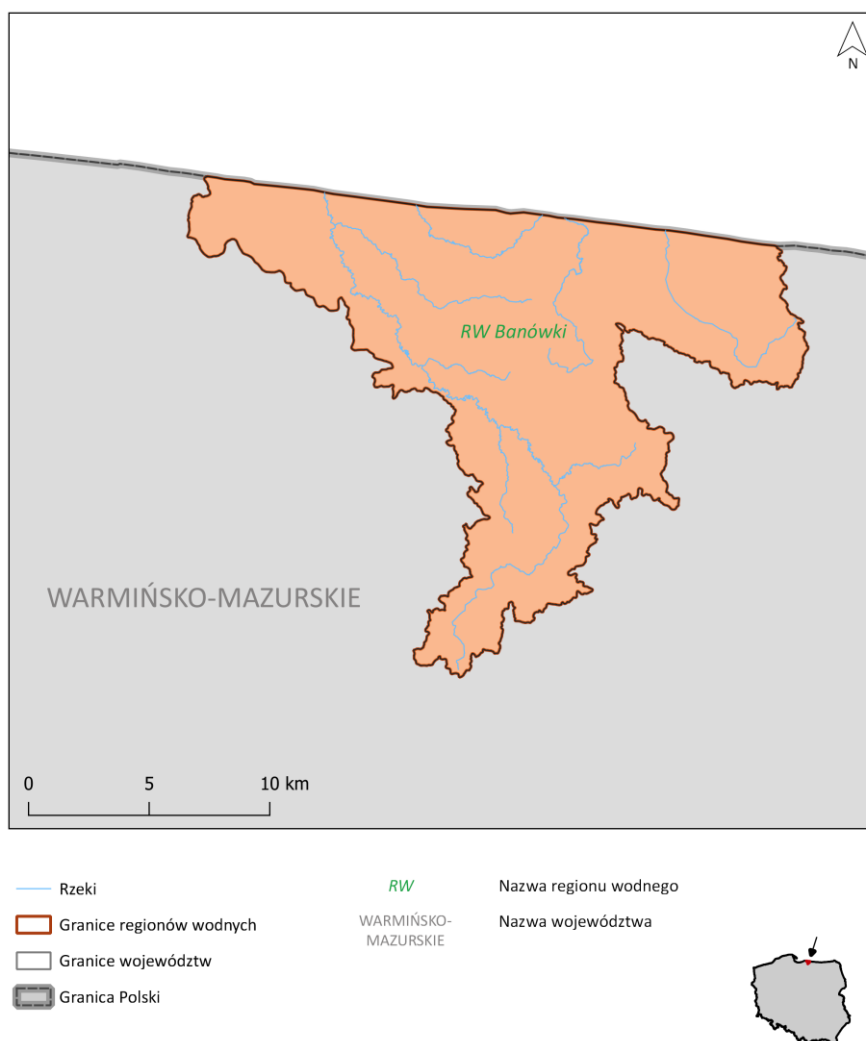 N
RW Banówki
WARMIŃSKO-MAZURSKIE
0 5 10 km
Rzeki
Granice regionów wodnych
Granice województw
Granica Polski
RW
Nazwa regionu wodnego
WARMIŃSKO-
MAZURSKIE
Nazwa województwa